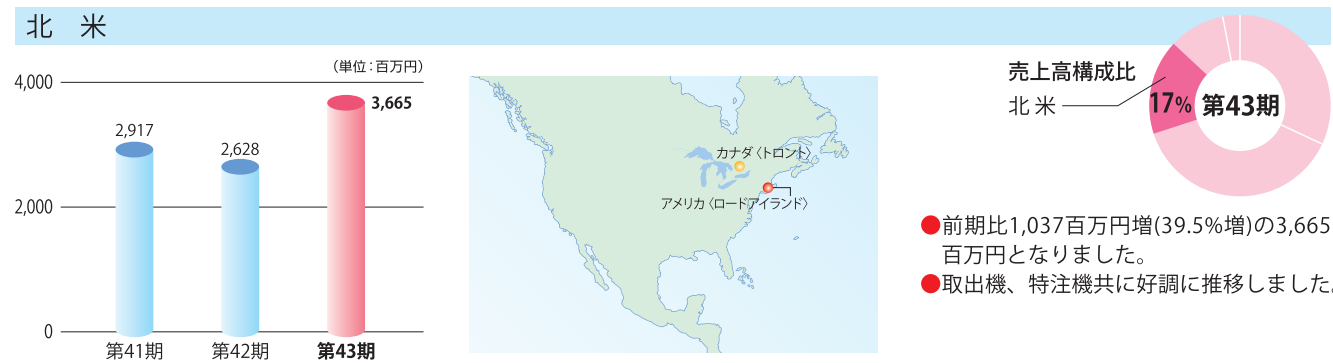 北 米
(単位:百万円)
4,000
2,000
0
2,917
2,628
3,665
第41期
第42期
第43期
カナダ〈トロント〉
アメリカ〈ロードアイランド〉
売上高構成比
北 米
17%
第43期
●前期比1,037百万円増(39.5%増)の3,665
百万円となりました。
●取出機、特注機共に好調に推移しました。